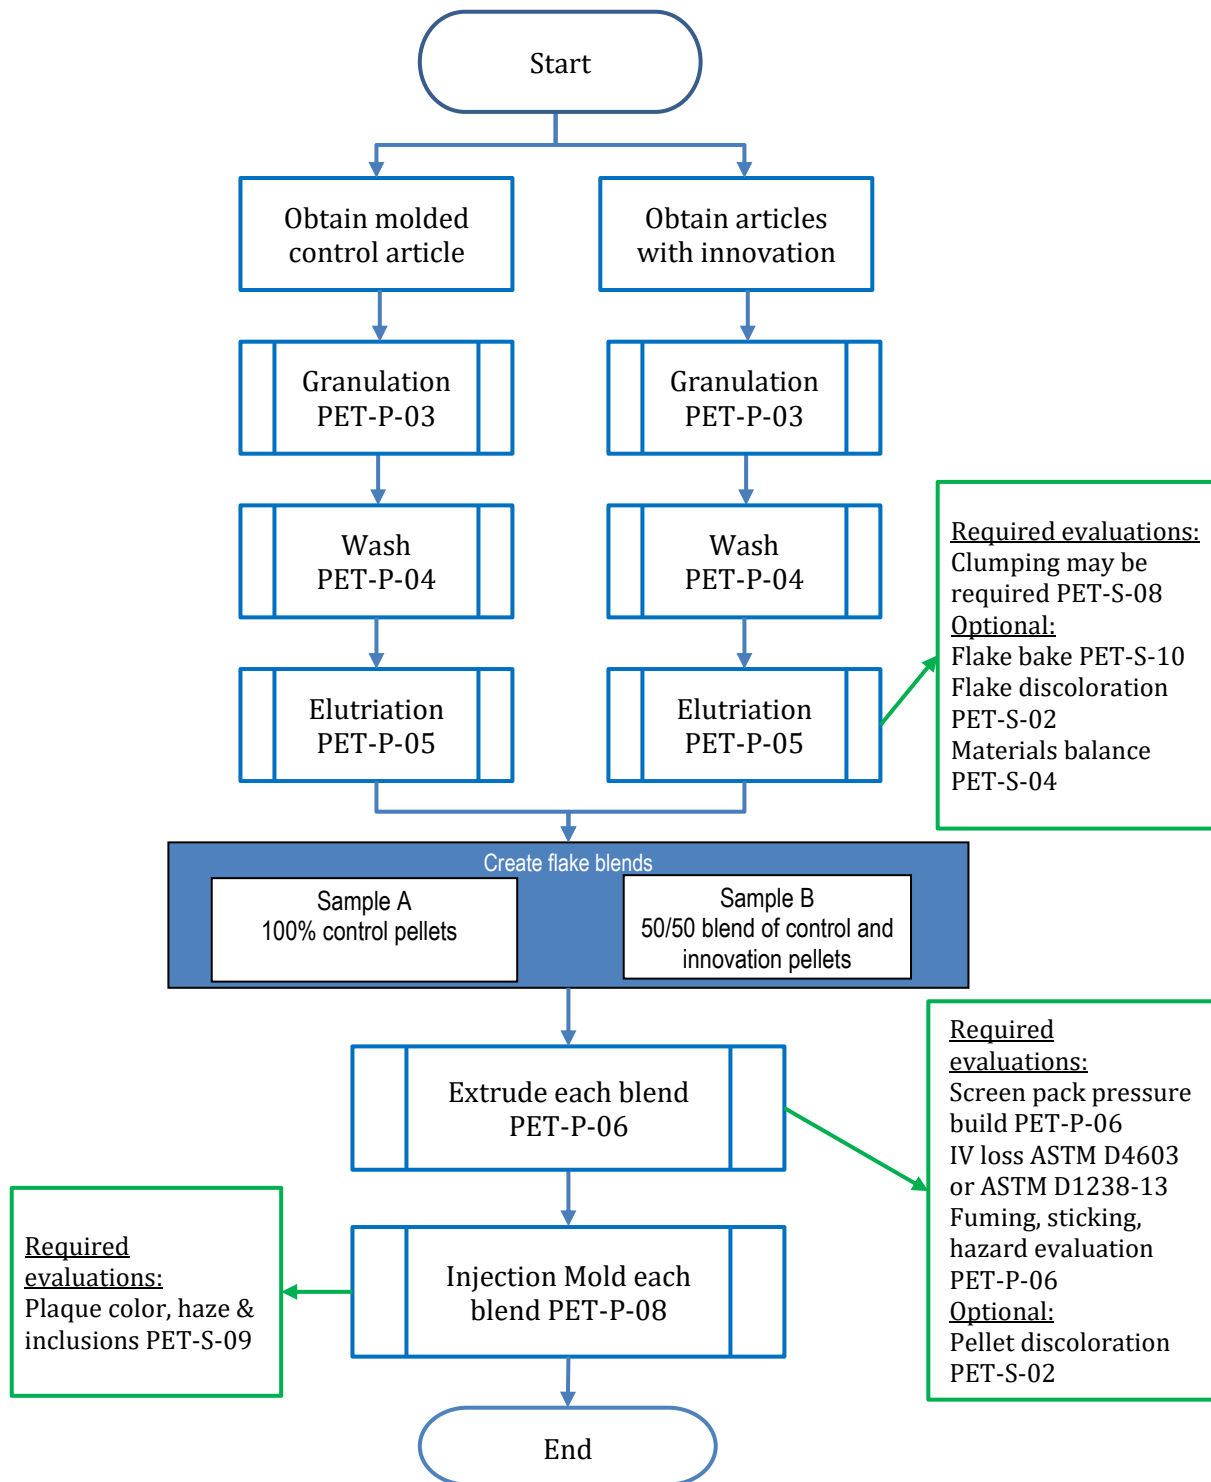 Start
Obtain molded
control article
Obtain articles
with innovation
Granulation
PET-P-03
Granulation
PET-P-03
Wash
PET-P-04
Wash
PET-P-04
Elutriation
PET-P-05
Elutriation
PET-P-05
Required evaluations:
Clumping may be
required PET-S-08
Optional:
Flake bake PET-S-10
Flake discoloration
PET-S-02
Materials balance
PET-S-04
Create flake blends
Sample A
100% control pellets
Sample B
50/50 blend of control and
innovation pellets
Extrude each blend
PET-P-06
Required
evaluations:
Screen pack pressure
build PET-P-06
IV loss ASTM D4603
or ASTM D1238-13
Fuming, sticking,
hazard evaluation
PET-P-06
Optional:
Pellet discoloration
PET-S-02
Injection Mold each
blend PET-P-08
Required
evaluations:
Plaque color, haze &
inclusions PET-S-09
End